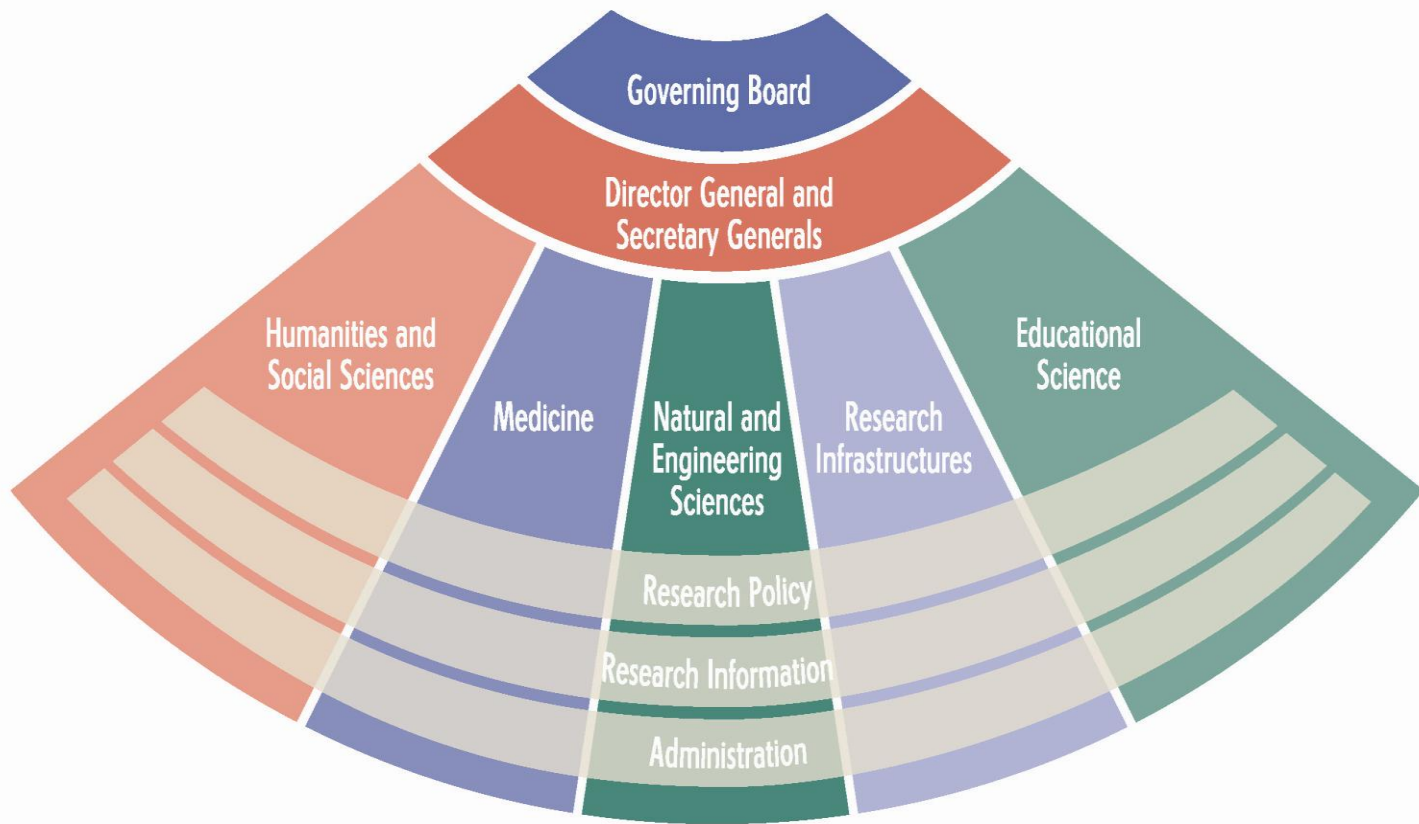 Governing Board
Director General and
Secretary Generals
Humanities and
Social Sciences
Medicine
Natural and
Engineering
Sciences
Research
Infrastructures
Educational
Science
Research Policy
Research Information
Administration